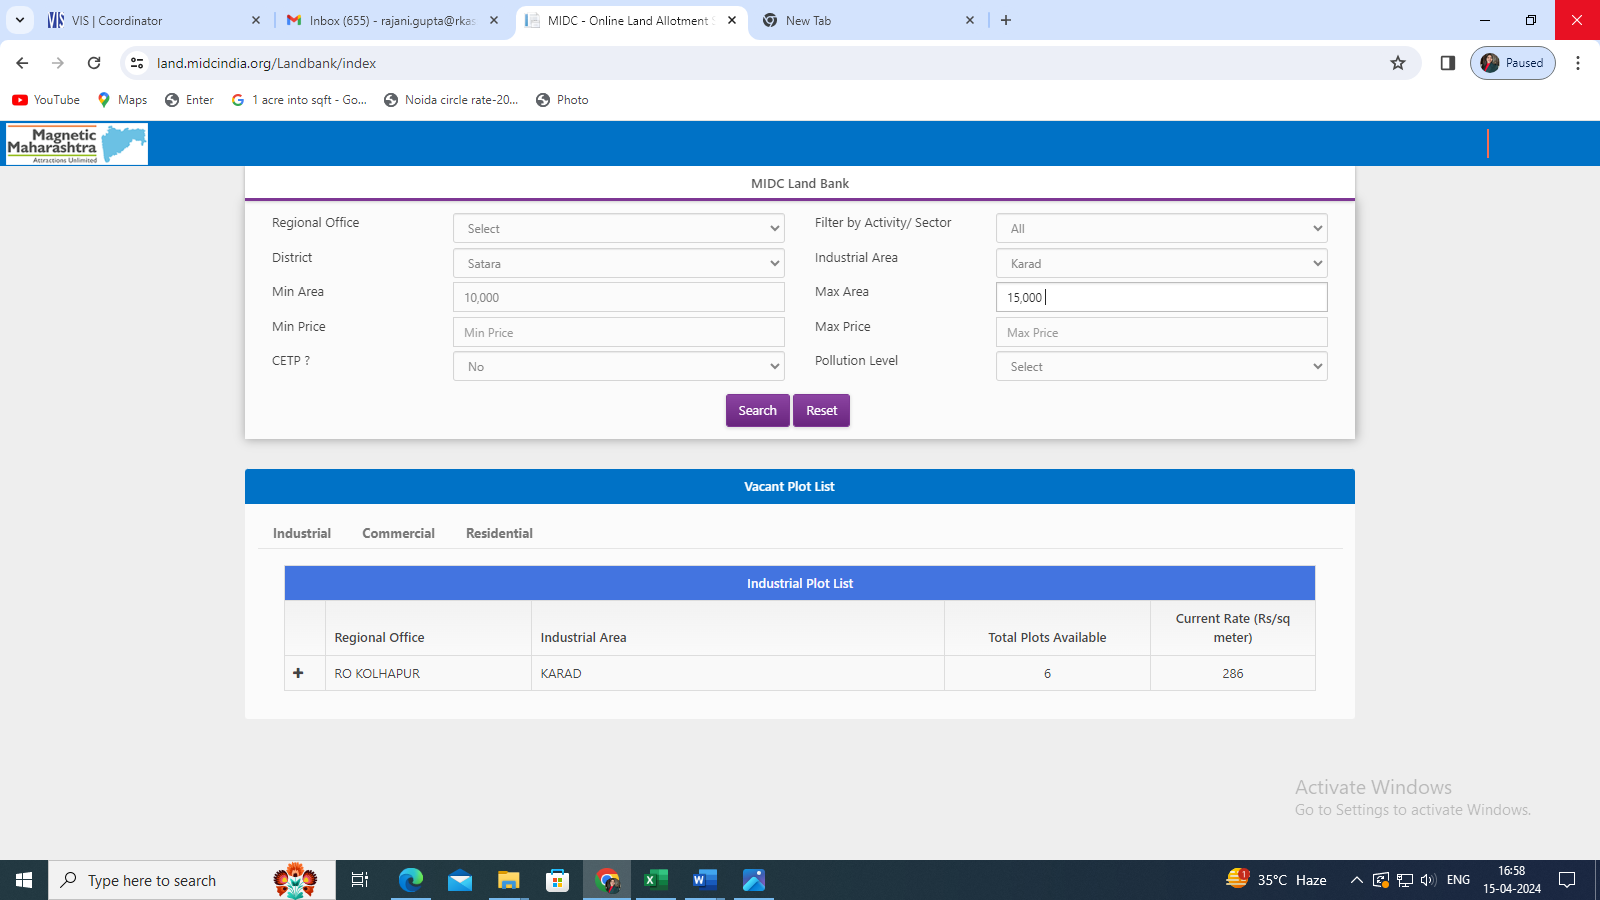 VIS VIS | Coordinator
Inbox (655) - rajani.gupta@rkas
MIDC - Online Land Allotment S
New Tab
land.midcindia.org/Landbank/index
Paused
YouTube Maps Enter 1 acre into sqft - Go... Noida circle rate-20... Photo
Magnetic
Maharashtra
Attractions Unlimited
MIDC Land Bank
Regional Office Select Filter by Activity/ Sector All
District Satara Industrial Area Karad
Min Area 10,000 Max Area 15,000
Min Price Min Price Max Price Max Price
CETP ? No Pollution Level Select
Search Reset
Vacant Plot List
Industrial Commercial Residential
Industrial Plot List
Regional Office Industrial Area Total Plots Available Current Rate (Rs/sq
meter)
RO KOLHAPUR KARAD 6 286
Activate Windows
Go to Settings to activate Windows.
Type here to search
1 35°C Haze
ENG
16:58
15-04-2024